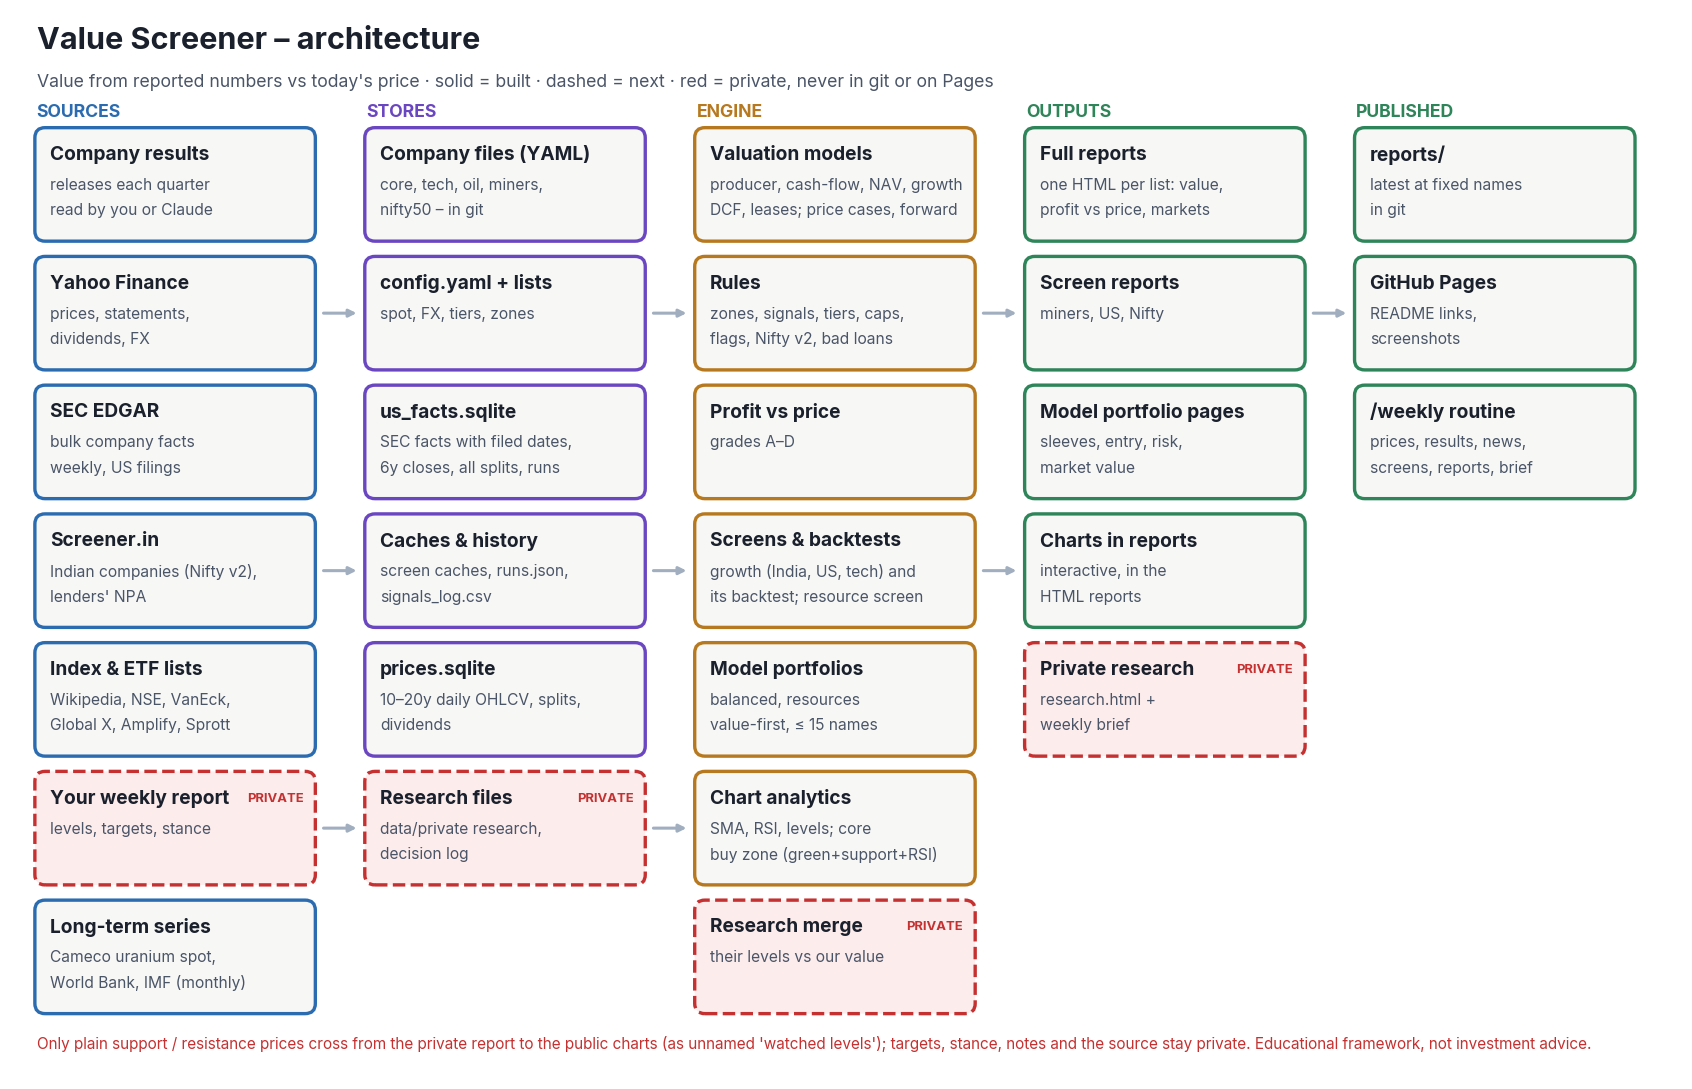 Value Screener – architecture
Value from reported numbers vs today's price · solid = built · dashed = next · red = private, never in git or on Pages
SOURCES
Company results
releases each quarter
read by you or Claude
Yahoo Finance
prices, statements,
dividends, FX
SEC EDGAR
bulk company facts
weekly, US filings
Screener.in
Indian companies (Nifty v2),
lenders' NPA
Index & ETF lists
Wikipedia, NSE, VanEck,
Global X, Amplify, Sprott
Your weekly report PRIVATE
levels, targets, stance
Long-term series
Cameco uranium spot,
World Bank, IMF (monthly)
STORES
Company files (YAML)
core, tech, oil, miners,
nifty50 – in git
config.yaml + lists
spot, FX, tiers, zones
us_facts.sqlite
SEC facts with filed dates,
6y closes, all splits, runs
Caches & history
screen caches, runs.json,
signals_log.csv
prices.sqlite
10–20y daily OHLCV, splits,
dividends
Research files PRIVATE
data/private research,
decision log
ENGINE
Valuation models
producer, cash-flow, NAV, growth
DCF, leases; price cases, forward
Rules
zones, signals, tiers, caps,
flags, Nifty v2, bad loans
Profit vs price
grades A–D
Screens & backtests
growth (India, US, tech) and
its backtest; resource screen
Model portfolios
balanced, resources
value-first, ≤ 15 names
Chart analytics
SMA, RSI, levels; core
buy zone (green+support+RSI)
Research merge PRIVATE
their levels vs our value
OUTPUTS
Full reports
one HTML per list: value,
profit vs price, markets
Screen reports
miners, US, Nifty
Model portfolio pages
sleeves, entry, risk,
market value
Charts in reports
interactive, in the
HTML reports
Private research PRIVATE
research.html +
weekly brief
PUBLISHED
reports/
latest at fixed names
in git
GitHub Pages
README links,
screenshots
/weekly routine
prices, results, news,
screens, reports, brief
Only plain support / resistance prices cross from the private report to the public charts (as unnamed 'watched levels'); targets, stance, notes and the source stay private. Educational framework, not investment advice.